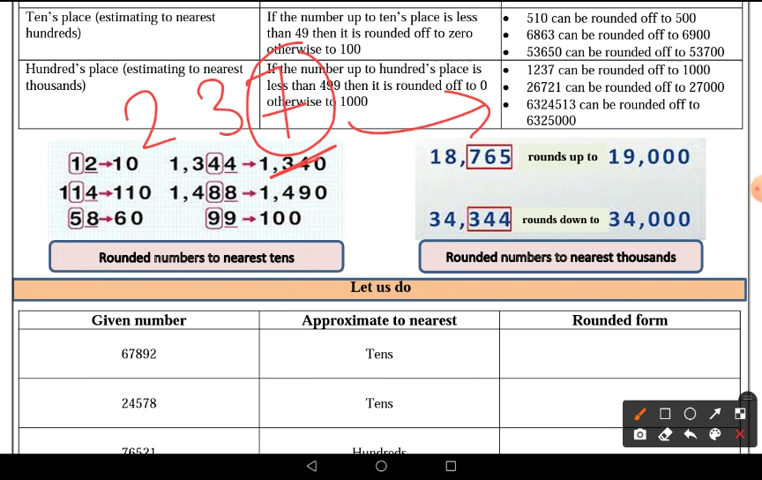 Ten's place (estimating to nearest hundreds)
If the number up to ten's place is less than 49 then it is rounded off to zero otherwise to 100
• 510 can be rounded off to 500
• 6863 can be rounded off to 6900
• 53650 can be rounded off to 53700
Hundred's place (estimating to nearest thousands)
If the number up to hundred's place is less than 499 then it is rounded off to 0 otherwise to 1000
• 1237 can be rounded off to 1000
• 26721 can be rounded off to 27000
• 6324513 can be rounded off to 6325000
2 3
12→10 1,344→1,340
114→110 1,488→1,490
58→60 99→100
18,765 rounds up to 19,000
34,344 rounds down to 34,000
Rounded numbers to nearest tens
Rounded numbers to nearest thousands
Let us do
Given number Approximate to nearest Rounded form
67892 Tens
24578 Tens
76521 Hundreds